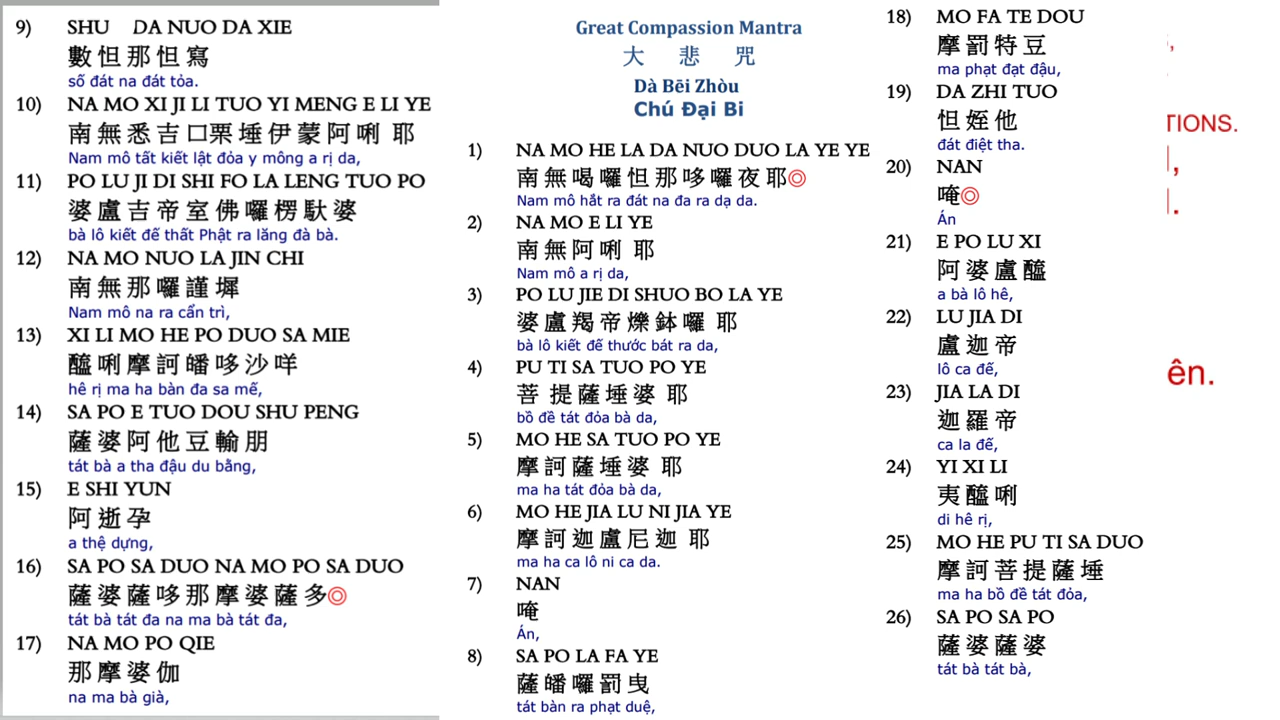 Great Compassion Mantra
大 悲 咒
Dà Bēi Zhòu
Chú Đại Bi
1) NA MO HE LA DA NUO DUO LA YE YE
南無喝囉怛那哆囉夜耶◎
Nam mô hắt ra đát na đa ra dạ da.
2) NA MO E LI YE
南無阿唎 耶
Nam mô a rị da,
3) PO LU JIE DI SHUO BO LA YE
婆盧羯帝爍鉢囉 耶
bà lô kiết đế thước bát ra da,
4) PU TI SA TUO PO YE
菩提薩埵婆 耶
bồ đề tát đỏa bà da,
5) MO HE SA TUO PO YE
摩訶薩埵婆 耶
ma ha tát đỏa bà da,
6) MO HE JIA LU NI JIA YE
摩訶迦盧尼迦 耶
ma ha ca lô ni ca da.
7) NAN
唵
Án,
8) SA PO LA FA YE
薩皤囉罰曳
tát bàn ra phạt duệ,
9) SHU DA NUO DA XIE
數怛那怛寫
số đát na đát tỏa.
10) NA MO XI JI LI TUO YI MENG E LI YE
南無悉吉口栗埵伊蒙阿唎 耶
Nam mô tất kiết lật đỏa y mông a rị da,
11) PO LU JI DI SHI FO LA LENG TUO PO
婆盧吉帝室佛囉楞馱婆
bà lô kiết đế thất Phật ra lăng đà bà.
12) NA MO NUO LA JIN CHI
南無那囉謹墀
Nam mô na ra cẩn trì,
13) XI LI MO HE PO DUO SA MIE
醯唎摩訶皤哆沙咩
hê rị ma ha bàn đa sa mế,
14) SA PO E TUO DOU SHU PENG
薩婆阿他豆輸朋
tát bà a tha đậu du bằng,
15) E SHI YUN
阿逝孕
a thệ dựng,
16) SA PO SA DUO NA MO PO SA DUO
薩婆薩哆那摩婆薩多◎
tát bà tát đa na ma bà tát đa,
17) NA MO PO QIE
那摩婆伽
na ma bà già,
18) MO FA TE DOU
摩罰特豆
ma phạt đạt đậu,
19) DA ZHI TUO
怛姪他
đát điệt tha.
20) NAN
唵◎
Án
21) E PO LU XI
阿婆盧醯
a bà lô hê,
22) LU JIA DI
盧迦帝
lô ca đế,
23) JIA LA DI
迦羅帝
ca la đế,
24) YI XI LI
夷醯唎
di hê rị,
25) MO HE PU TI SA DUO
摩訶菩提薩埵
ma ha bồ đề tát đỏa,
26) SA PO SA PO
薩婆薩婆
tát bà tát bà,
TIONS.
ên.